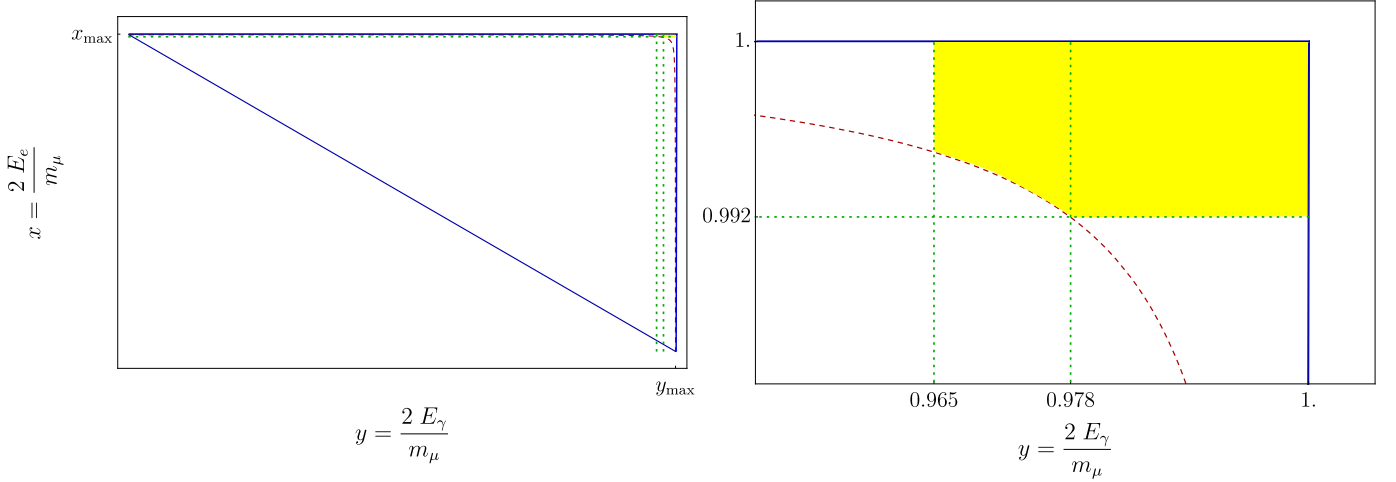 x_max
x = 2 E_e / m_μ
y_max
y = 2 E_γ / m_μ
1.
0.992
0.965 0.978 1.
y = 2 E_γ / m_μ